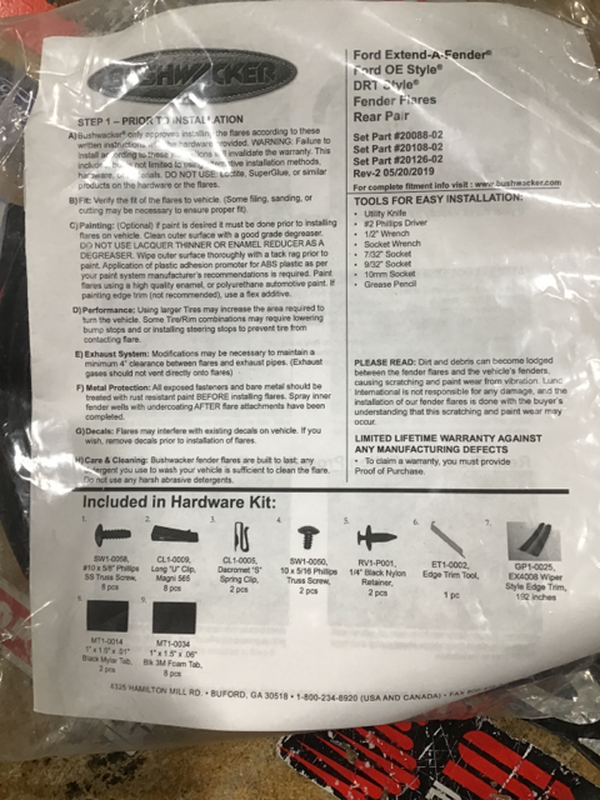 BUSHWACKER
STEP 1 – PRIOR TO INSTALLATION
A) Bushwacker® only approves installing the flares according to these
written instructions the hardware provided. WARNING: Failure to
install according to these will invalidate the warranty. This
includes, but is not limited to using installation methods,
hardware, or DO NOT USE: Loctite, SuperGlue, or similar
products on the hardware or the flares.
B) Fit: Verify the fit of the flares to vehicle. (Some filing, sanding, or
cutting may be necessary to ensure proper fit).
C) Painting: (Optional) If paint is desired it must be done prior to installing
flares on vehicle. Clean outer surface with a good grade degreaser.
DO NOT USE LACQUER THINNER OR ENAMEL REDUCER AS A
DEGREASER. Wipe outer surface thoroughly with a tack rag prior to
paint. Application of plastic adhesion promoter for ABS plastic as per
your paint system manufacturer's recommendations is required. Paint
flares using a high quality enamel, or polyurethane automotive paint. If
painting edge trim (not recommended), use a flex additive.
D) Performance: Using larger Tires may increase the area required to
turn the vehicle. Some Tire/Rim combinations may require lowering
bump stops and or installing steering stops to prevent tire from
contacting flare.
E) Exhaust System: Modifications may be necessary to maintain a
minimum 4" clearance between flares and exhaust pipes. (Exhaust
gases should not vent directly onto flares)
F) Metal Protection: All exposed fasteners and bare metal should be
treated with rust resistant paint BEFORE installing flares. Spray inner
fender wells with undercoating AFTER flare attachments have been
completed.
G) Decals: Flares may interfere with existing decals on vehicle. If you
wish, remove decals prior to installation of flares.
H) Care & Cleaning: Bushwacker fender flares are built to last; any
detergent you use to wash your vehicle is sufficient to clean the flare.
Do not use any harsh abrasive detergents.
Ford Extend-A-Fender®
Ford OE Style®
DRT Style®
Fender Flares
Rear Pair
Set Part #20088-02
Set Part #20108-02
Set Part #20126-02
Rev-2 05/20/2019
For complete fitment info visit : www.bushwacker.com
TOOLS FOR EASY INSTALLATION:
• Utility Knife
• #2 Phillips Driver
• 1/2" Wrench
• Socket Wrench
• 7/32" Socket
• 9/32" Socket
• 10mm Socket
• Grease Pencil
PLEASE READ: Dirt and debris can become lodged
between the fender flares and the vehicle's fenders,
causing scratching and paint wear from vibration. Lund
International is not responsible for any damage, and the
installation of our fender flares is done with the buyer's
understanding that this scratching and paint wear may
occur.
LIMITED LIFETIME WARRANTY AGAINST
ANY MANUFACTURING DEFECTS
• To claim a warranty, you must provide
Proof of Purchase.
Included in Hardware Kit:
1. 2. 3. 4. 5. 6. 7.
SW1-0058, CL1-0009, CL1-0005, SW1-0050, RV1-P001, ET1-0002, GP1-0025,
#10 x 5/8" Phillips Long "U" Clip, Dacromet "S" 10 x 5/16 Phillips 1/4" Black Nylon Edge Trim Tool, EX4008 Wiper
SS Truss Screw, Magni 565 Spring Clip, Truss Screw, Retainer, Style Edge Trim,
8 pcs 8 pcs 2 pcs 2 pcs 2 pcs 1 pc 192 inches
8. 9.
MT1-0014 MT1-0034
1" x 1.5" x .01" 1" x 1.5" x .06"
Black Mylar Tab, Blk 3M Foam Tab,
2 pcs 8 pcs
4325 HAMILTON MILL RD. • BUFORD, GA 30518 • 1-800-234-8920 (USA AND CANADA) • FAX